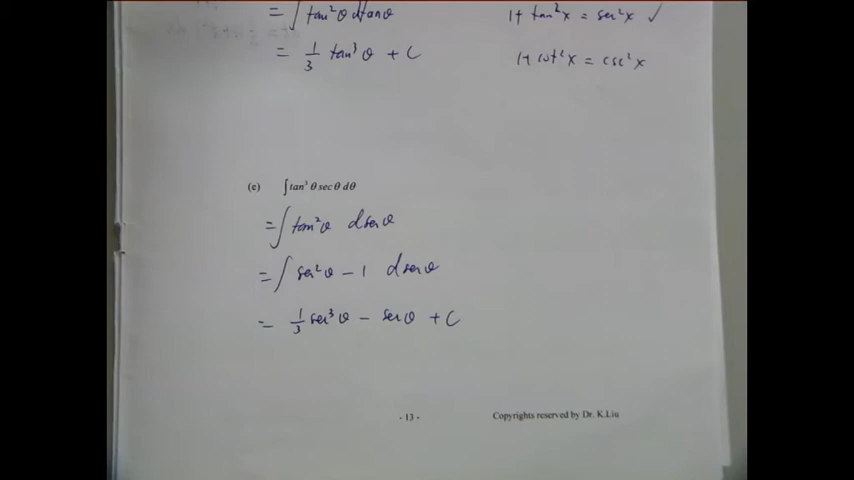 = ∫ tan²θ dtanθ
1 + tan²x = sec²x ✓
= 1/3 tan³θ + C
1 + cot²x = csc²x
(c) ∫tan³ θ sec θ dθ
= ∫ tan²θ dsecθ
= ∫ sec²θ − 1 dsecθ
= 1/3 sec³θ − secθ + C
- 13 -
Copyrights reserved by Dr. K.Liu